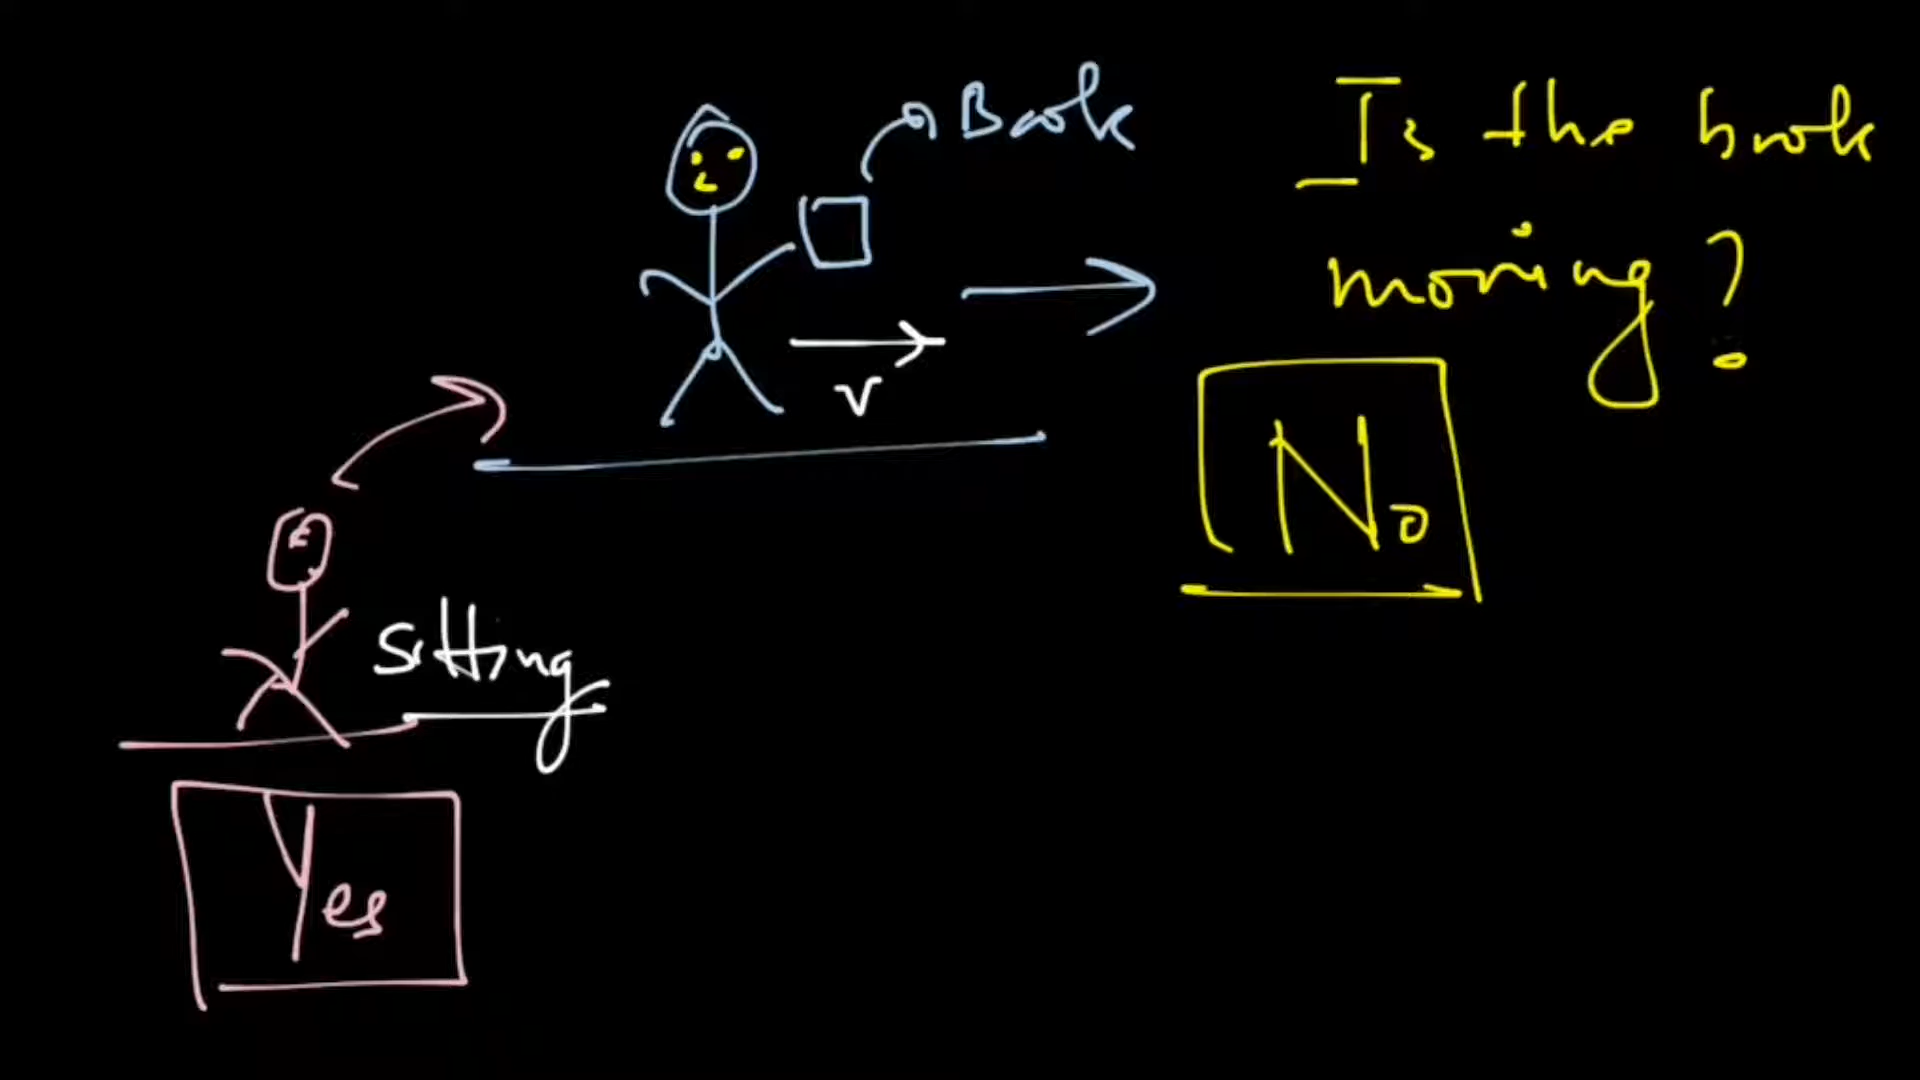 Book
Is the book
moving?
v
No
Sitting
Yes